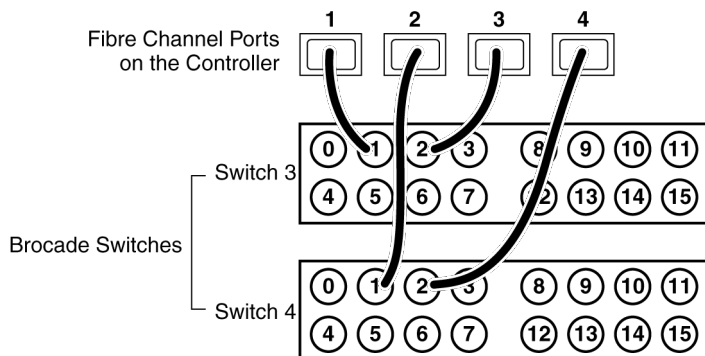 1 2 3 4
Fibre Channel Ports
on the Controller
0 1 2 3 8 9 10 11
Switch 3
4 5 6 7 12 13 14 15
Brocade Switches
0 1 2 3 8 9 10 11
Switch 4
4 5 6 7 12 13 14 15